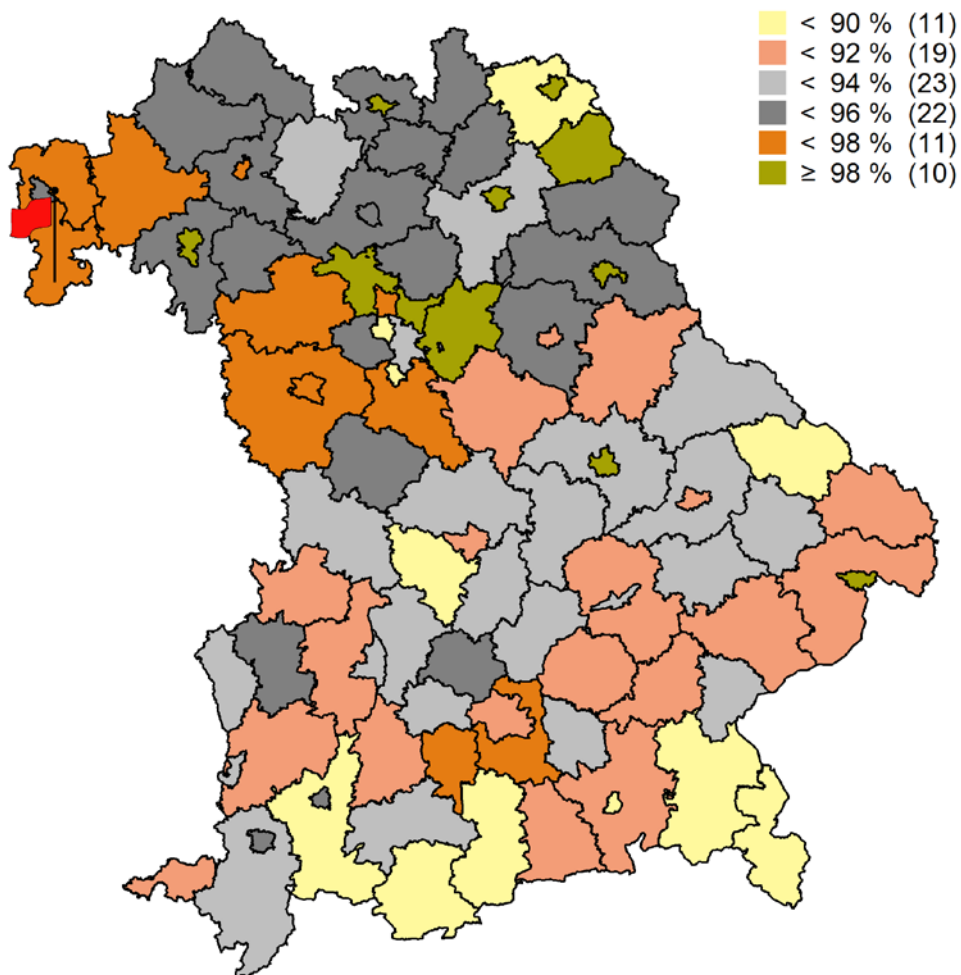 < 90 % (11)
< 92 % (19)
< 94 % (23)
< 96 % (22)
< 98 % (11)
≥ 98 % (10)